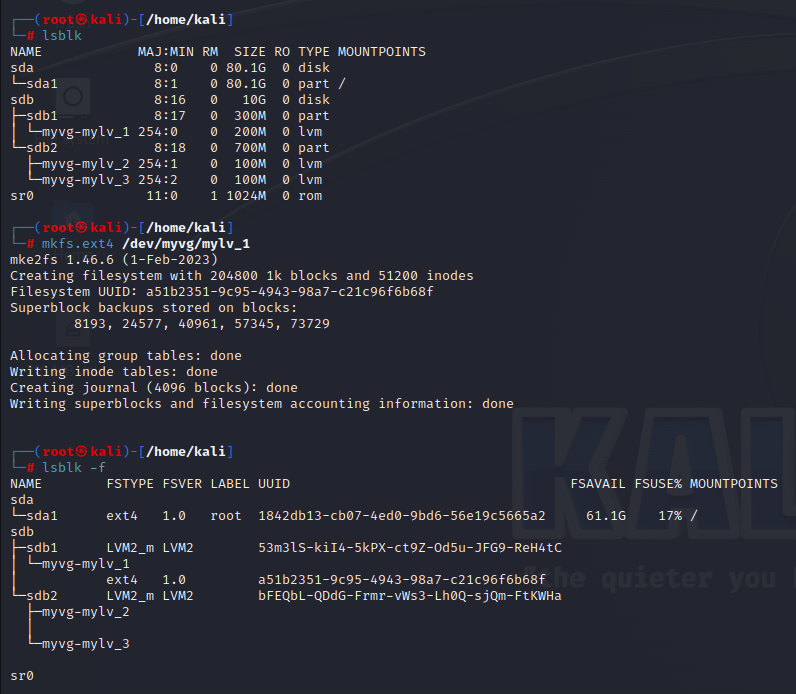 ┌──(root㉿kali)-[/home/kali]
└─# lsblk
NAME              MAJ:MIN RM  SIZE RO TYPE MOUNTPOINTS
sda                 8:0    0 80.1G  0 disk
└─sda1              8:1    0 80.1G  0 part /
sdb                 8:16   0   10G  0 disk
├─sdb1              8:17   0  300M  0 part
│ └─myvg-mylv_1   254:0    0  200M  0 lvm
└─sdb2              8:18   0  700M  0 part
  ├─myvg-mylv_2   254:1    0  100M  0 lvm
  └─myvg-mylv_3   254:2    0  100M  0 lvm
sr0                11:0    1 1024M  0 rom
┌──(root㉿kali)-[/home/kali]
└─# mkfs.ext4 /dev/myvg/mylv_1
mke2fs 1.46.6 (1-Feb-2023)
Creating filesystem with 204800 1k blocks and 51200 inodes
Filesystem UUID: a51b2351-9c95-4943-98a7-c21c96f6b68f
Superblock backups stored on blocks:
        8193, 24577, 40961, 57345, 73729
Allocating group tables: done
Writing inode tables: done
Creating journal (4096 blocks): done
Writing superblocks and filesystem accounting information: done
┌──(root㉿kali)-[/home/kali]
└─# lsblk -f
NAME        FSTYPE FSVER LABEL UUID                                   FSAVAIL FSUSE% MOUNTPOINTS
sda
└─sda1      ext4   1.0   root  1842db13-cb07-4ed0-9bd6-56e19c5665a2     61.1G    17% /
sdb
├─sdb1      LVM2_m LVM2        53m3lS-kiI4-5kPX-ct9Z-Od5u-JFG9-ReH4tC
│ └─myvg-mylv_1
│           ext4   1.0         a51b2351-9c95-4943-98a7-c21c96f6b68f
└─sdb2      LVM2_m LVM2        bFEQbL-QDdG-Frmr-vWs3-Lh0Q-sjQm-FtKWHa
  ├─myvg-mylv_2
  │
  └─myvg-mylv_3
sr0
KAL
"the quieter you